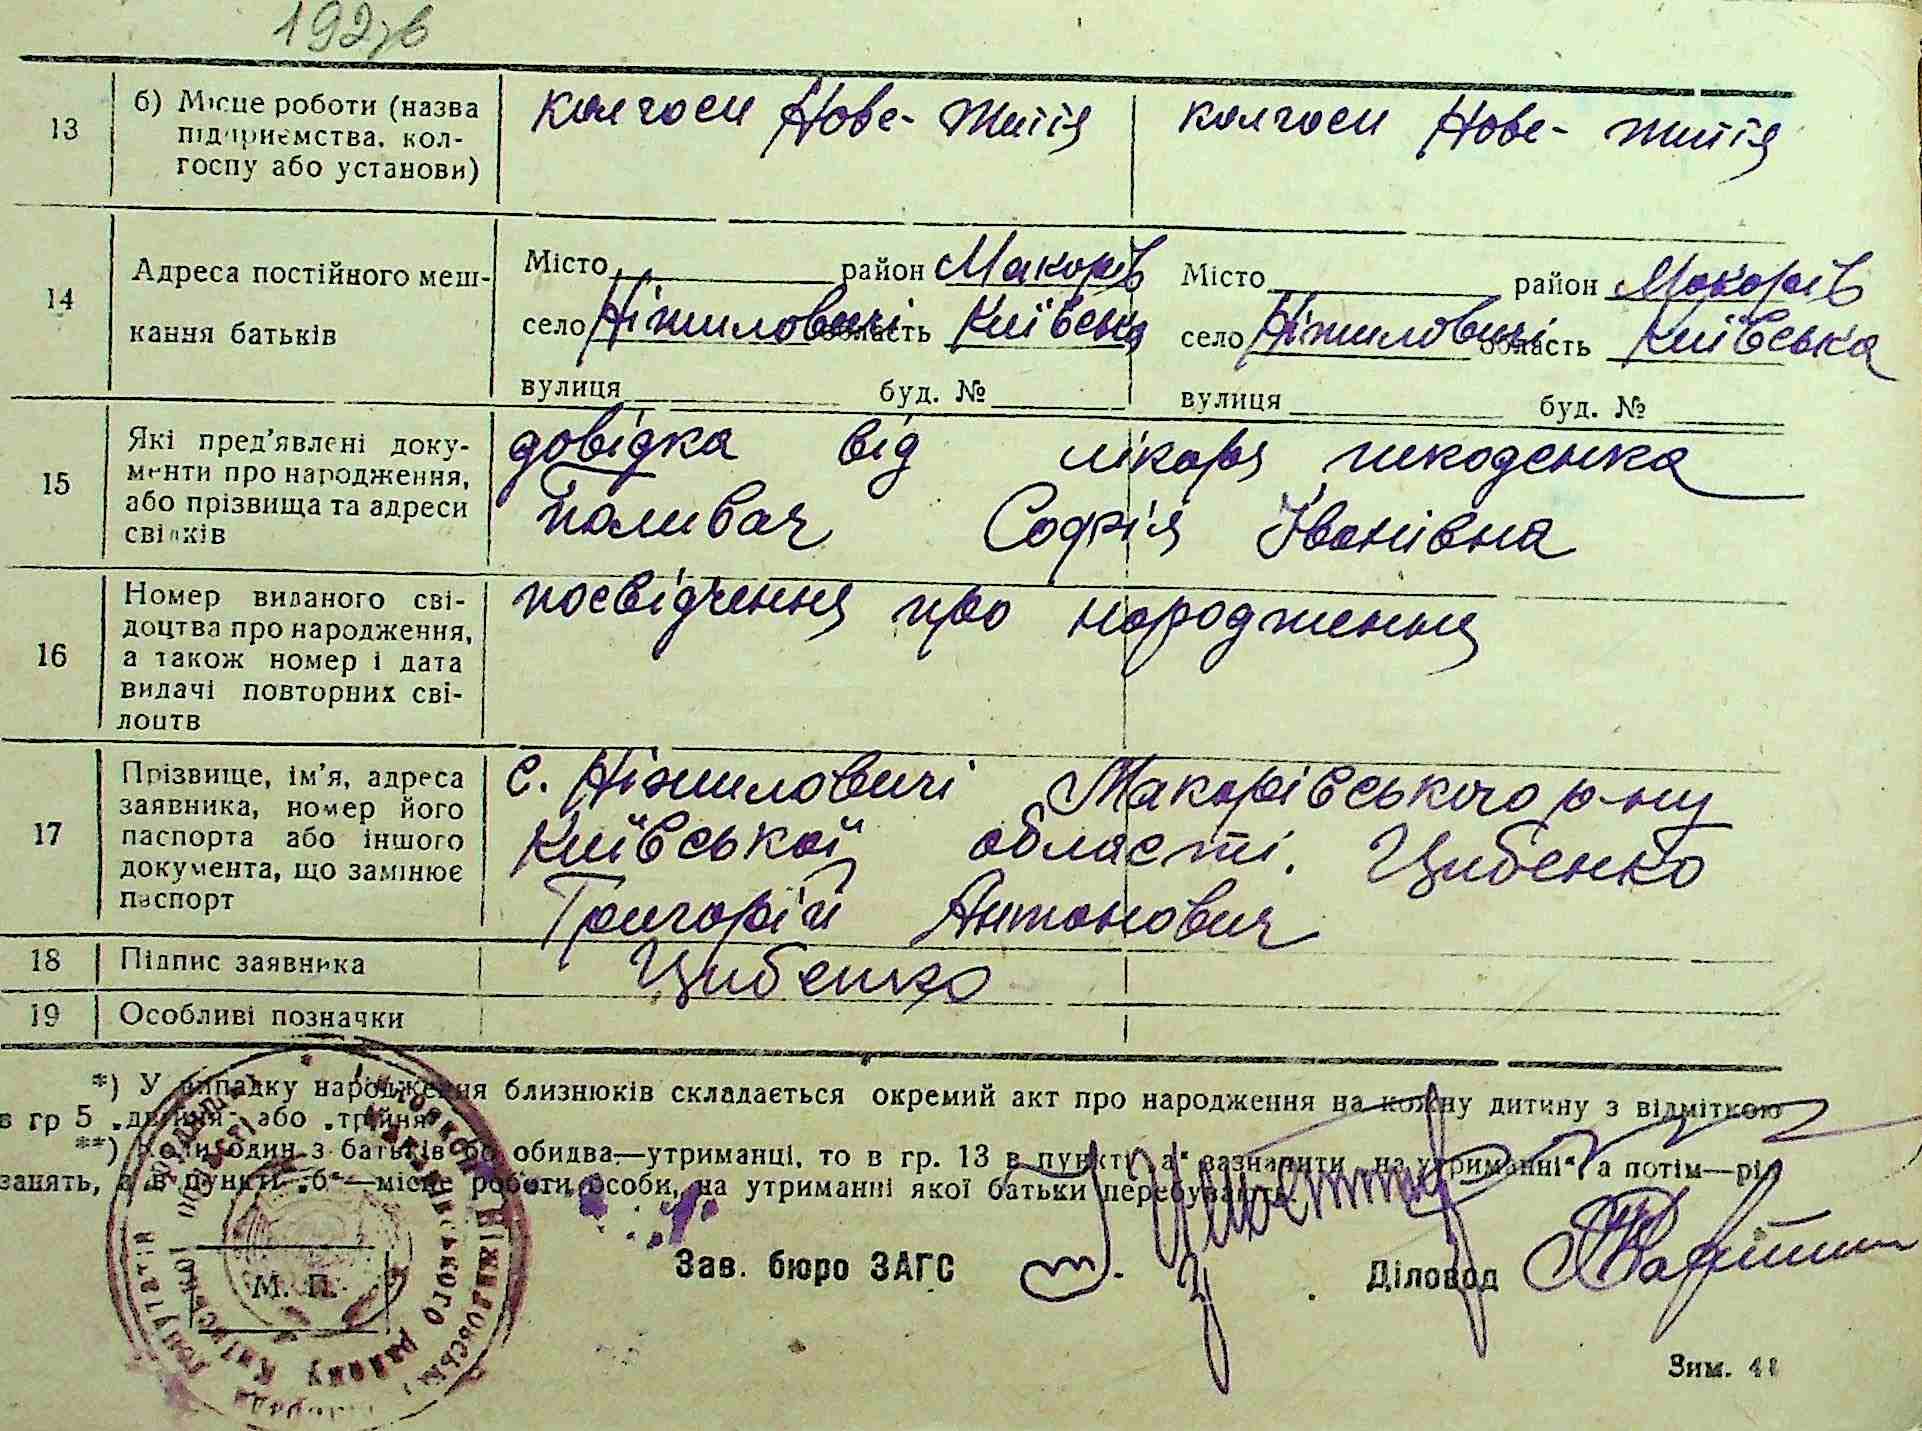 192зв
13
б) Місце роботи (назва
підприємства, кол-
госпу або установи)
колгосп Нове-життя
колгосп Нове-життя
14
Адреса постійного меш-
кання батьків
Місто район Макарів
село Ніжиловичі область Київська
вулиця буд. №
Місто район Макарів
село Ніжиловичі область Київська
вулиця буд. №
15
Які пред'явлені доку-
менти про народження,
або прізвища та адреси
свідків
довідка від лікаря шкоденка
Паливач Софія Іванівна
16
Номер виданого сві-
доцтва про народження,
а також номер і дата
видачі повторних сві-
доцтв
посвідчення про народження
17
Прізвище, ім'я, адреса
заявника, номер його
паспорта або іншого
документа, що замінює
паспорт
с. Ніжиловичі Макарівського р-ну
Київської області. Цибенко
Григорій Антонович
18
Підпис заявника
Цибенко
19
Особливі позначки
*) У випадку народження близнюків складається окремий акт про народження на кожну дитину з відміткою
в гр 5 „двійня" або „трійня"
**) Коли один з батьків або обидва—утриманці, то в гр. 13 в пункті „а" зазначити „на утриманні", а потім—рід
занять, а в пункті „б"—місце роботи особи, на утриманні якої батьки перебувають.
М. П.
Зав. бюро ЗАГС
Діловод
Зим.